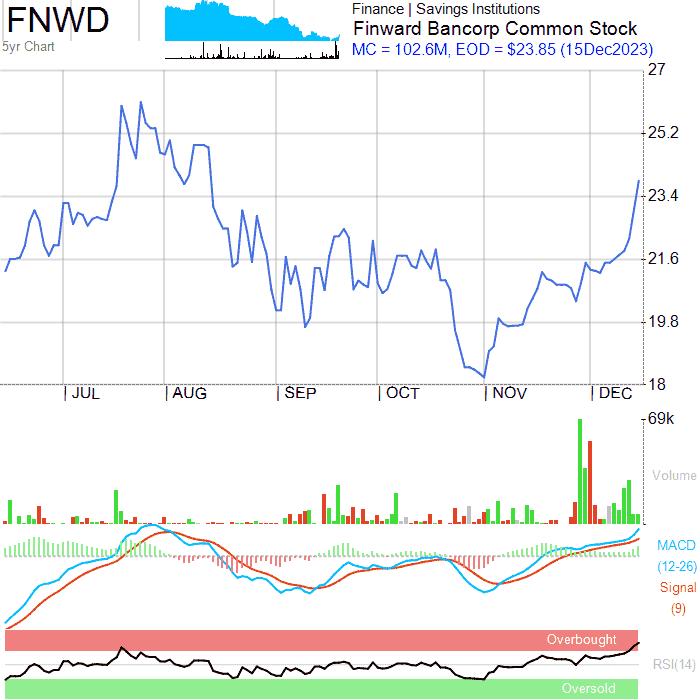 FNWD
5yr Chart
Finance | Savings Institutions
Finward Bancorp Common Stock
MC = 102.6M, EOD = $23.85 (15Dec2023)
27
25.2
23.4
21.6
19.8
18
| JUL | AUG | SEP | OCT | NOV | DEC
69k
Volume
MACD
(12-26)
Signal
(9)
Overbought
RSI(14)
Oversold